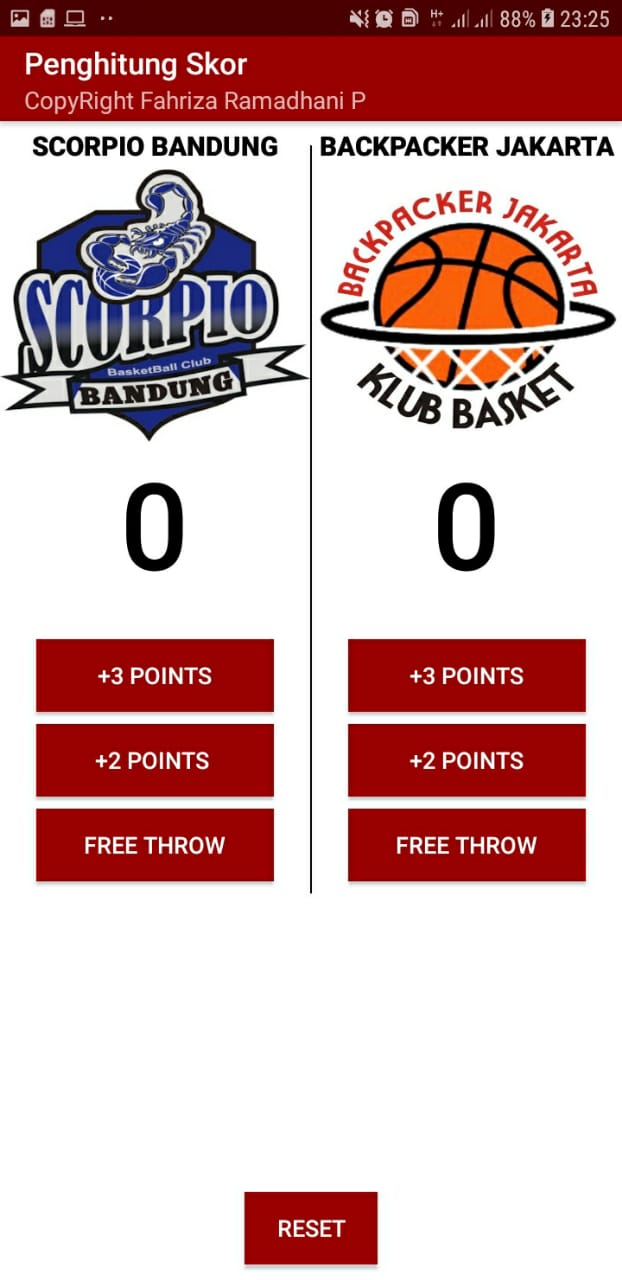 H+ 88% 23:25
Penghitung Skor
CopyRight Fahriza Ramadhani P
SCORPIO BANDUNG
SCORPIO
BasketBall Club
BANDUNG
0
+3 POINTS
+2 POINTS
FREE THROW
BACKPACKER JAKARTA
BACKPACKER JAKARTA
KLUB BASKET
0
+3 POINTS
+2 POINTS
FREE THROW
RESET